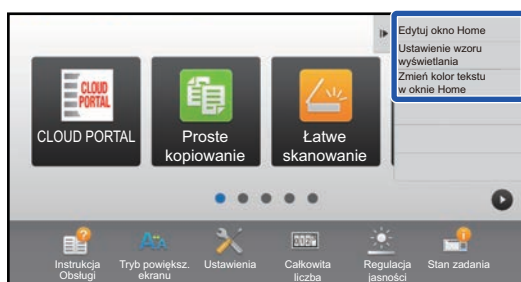 Edytuj okno Home
Ustawienie wzoru
wyświetlania
Zmień kolor tekstu
w oknie Home
CLOUD
PORTAL
CLOUD PORTAL
Proste
kopiowanie
Łatwe
skanowanie
Instrukcja
Obsługi
Tryb powiększ.
ekranu
Ustawienia
Całkowita
liczba
Regulacja
jasności
Stan zadania